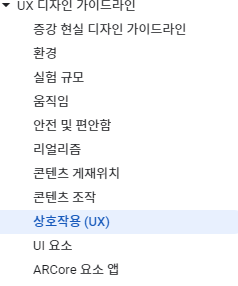 UX 디자인 가이드라인
증강 현실 디자인 가이드라인
환경
실험 규모
움직임
안전 및 편안함
리얼리즘
콘텐츠 게재위치
콘텐츠 조작
상호작용 (UX)
UI 요소
ARCore 요소 앱